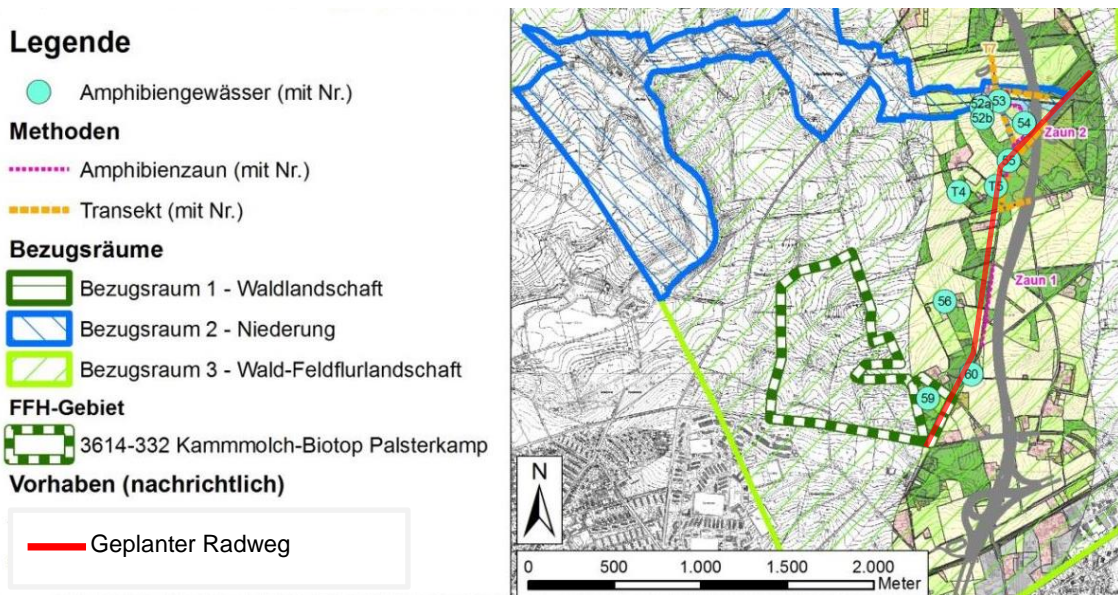 Legende
Amphibiengewässer (mit Nr.)
Methoden
Amphibienzaun (mit Nr.)
Transekt (mit Nr.)
Bezugsräume
Bezugsraum 1 - Waldlandschaft
Bezugsraum 2 - Niederung
Bezugsraum 3 - Wald-Feldflurlandschaft
FFH-Gebiet
3614-332 Kammmolch-Biotop Palsterkamp
Vorhaben (nachrichtlich)
Geplanter Radweg
T7
52a
53
52b
54
Zaun 2
55
T4
T5
Zaun 1
56
60
59
N
0 500 1.000 1.500 2.000
Meter